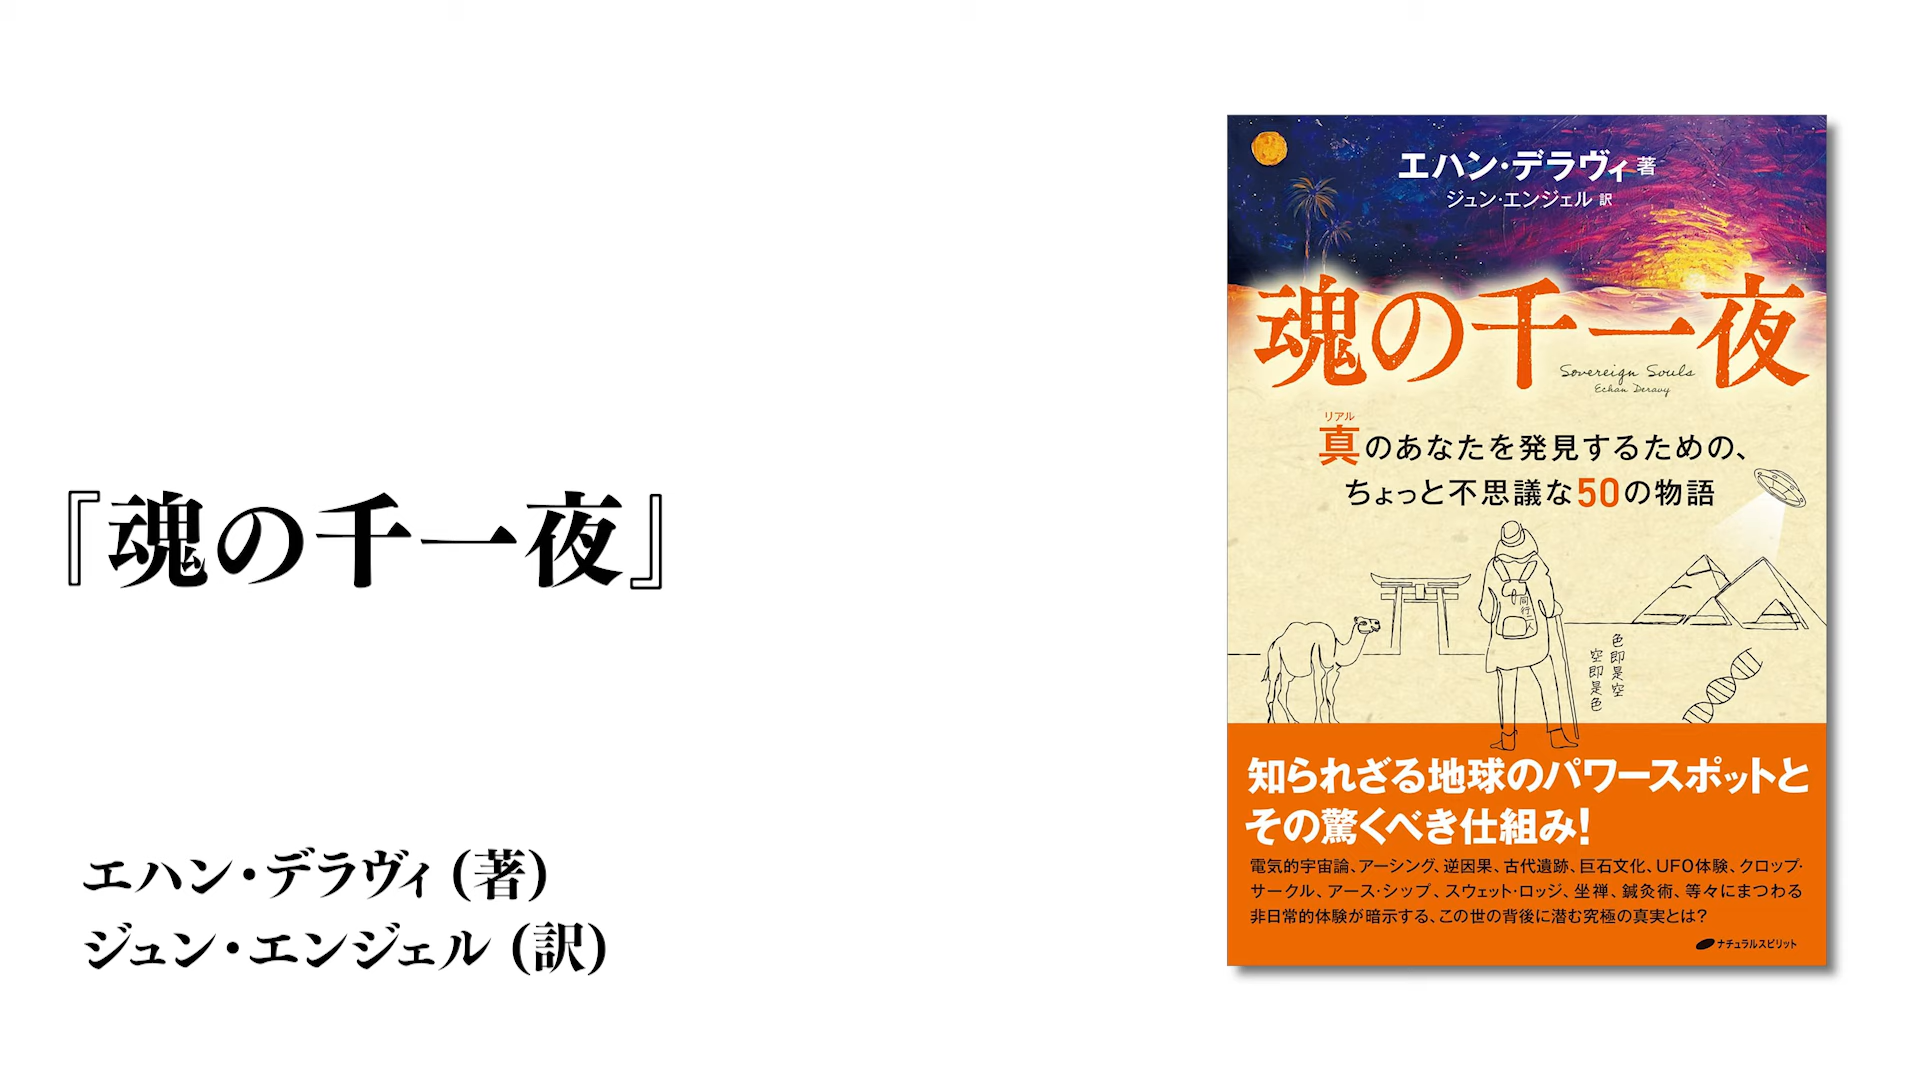 『魂の千一夜』
エハン・デラヴィ (著)
ジュン・エンジェル (訳)
エハン・デラヴィ 著
ジュン・エンジェル 訳
魂の千一夜
Sovereign Souls
Echan Deravy
リアル
真のあなたを発見するための、
ちょっと不思議な50の物語
同行二人
色即是空
空即是色
知られざる地球のパワースポットと
その驚くべき仕組み!
電気的宇宙論、アーシング、逆因果、古代遺跡、巨石文化、UFO体験、クロップ・
サークル、アース・シップ、スウェット・ロッジ、坐禅、鍼灸術、等々にまつわる
非日常的体験が暗示する、この世の背後に潜む究極の真実とは?
ナチュラルスピリット